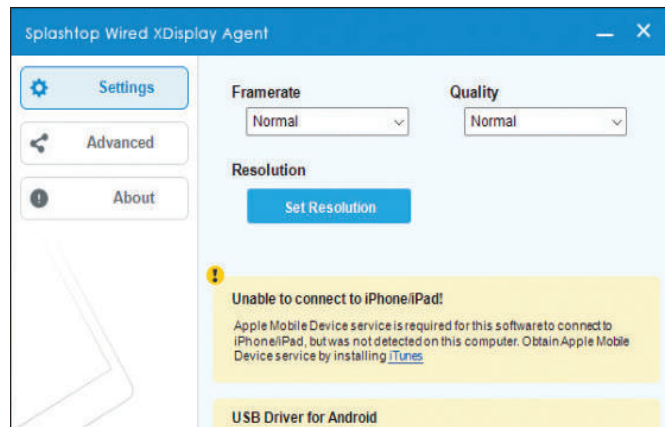 Splashtop Wired XDisplay Agent
Settings
Advanced
About
Framerate
Quality
Normal
Normal
Resolution
Set Resolution
Unable to connect to iPhone/iPad!
Apple Mobile Device service is required for this software to connect to
iPhone/iPad, but was not detected on this computer. Obtain Apple Mobile
Device service by installing iTunes
USB Driver for Android